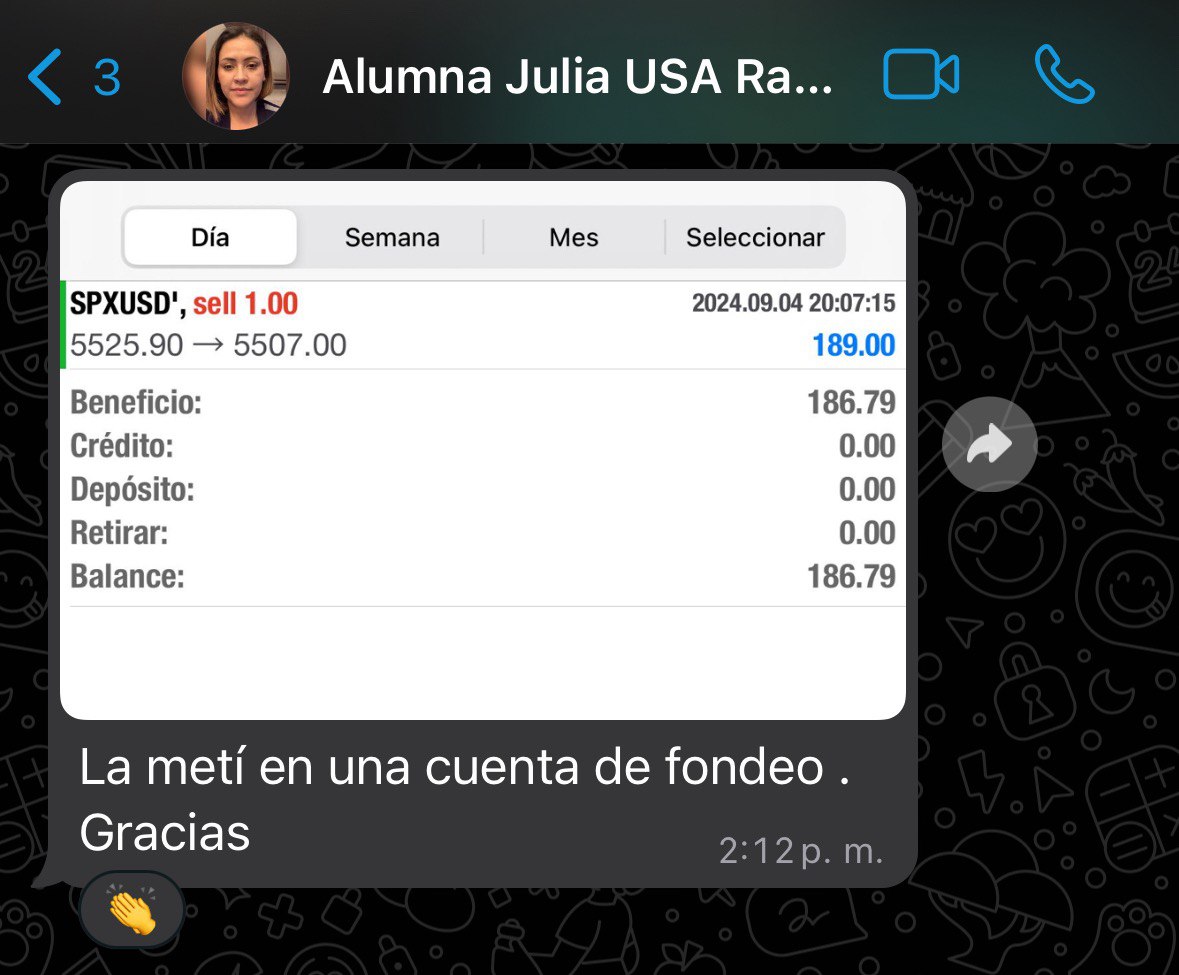 3 Alumna Julia USA Ra...
Día Semana Mes Seleccionar
SPXUSD', sell 1.00 2024.09.04 20:07:15
5525.90 → 5507.00 189.00
Beneficio: 186.79
Crédito: 0.00
Depósito: 0.00
Retirar: 0.00
Balance: 186.79
La metí en una cuenta de fondeo .
Gracias
2:12 p. m.